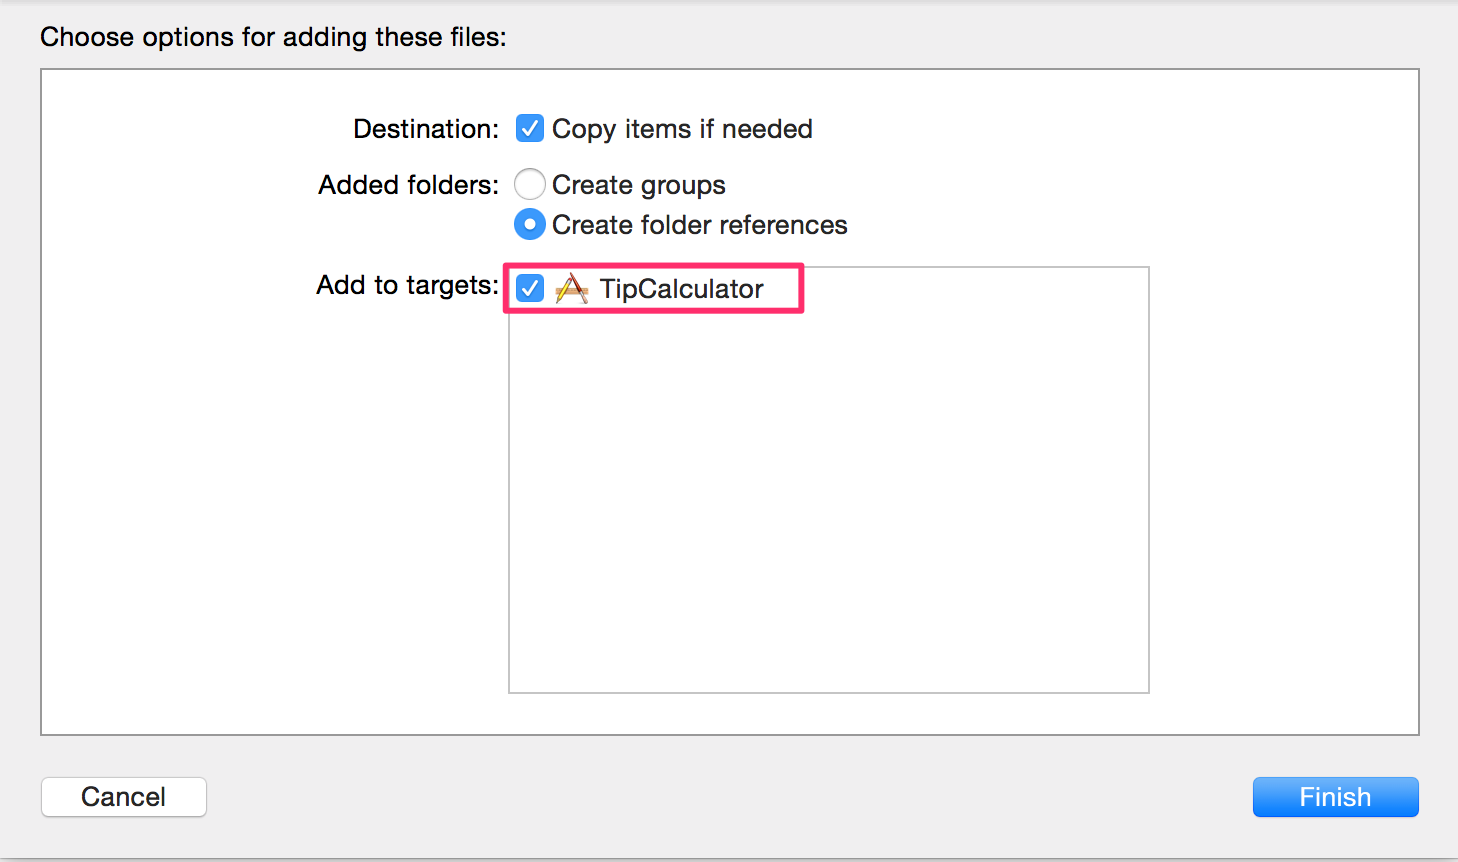 Choose options for adding these files:
Destination: Copy items if needed
Added folders: Create groups
Create folder references
Add to targets: TipCalculator
Cancel Finish